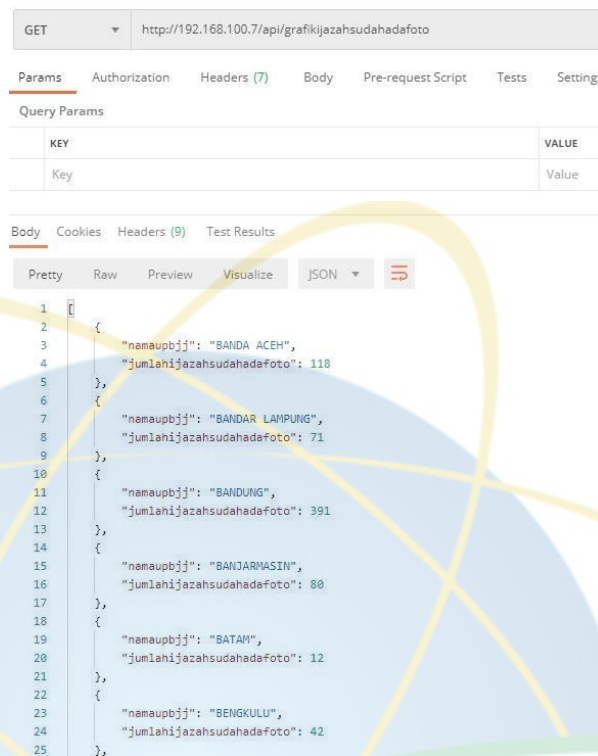 GET http://192.168.100.7/api/grafikijazahsudahadafoto
Params Authorization Headers (7) Body Pre-request Script Tests Setting
Query Params
KEY VALUE
Key Value
Body Cookies Headers (9) Test Results
Pretty Raw Preview Visualize JSON
1 [
2 {
3 "namaupbjj": "BANDA ACEH",
4 "jumlahijazahsudahadafoto": 118
5 },
6 {
7 "namaupbjj": "BANDAR LAMPUNG",
8 "jumlahijazahsudahadafoto": 71
9 },
10 {
11 "namaupbjj": "BANDUNG",
12 "jumlahijazahsudahadafoto": 391
13 },
14 {
15 "namaupbjj": "BANJARMASIN",
16 "jumlahijazahsudahadafoto": 80
17 },
18 {
19 "namaupbjj": "BATAM",
20 "jumlahijazahsudahadafoto": 12
21 },
22 {
23 "namaupbjj": "BENGKULU",
24 "jumlahijazahsudahadafoto": 42
25 },